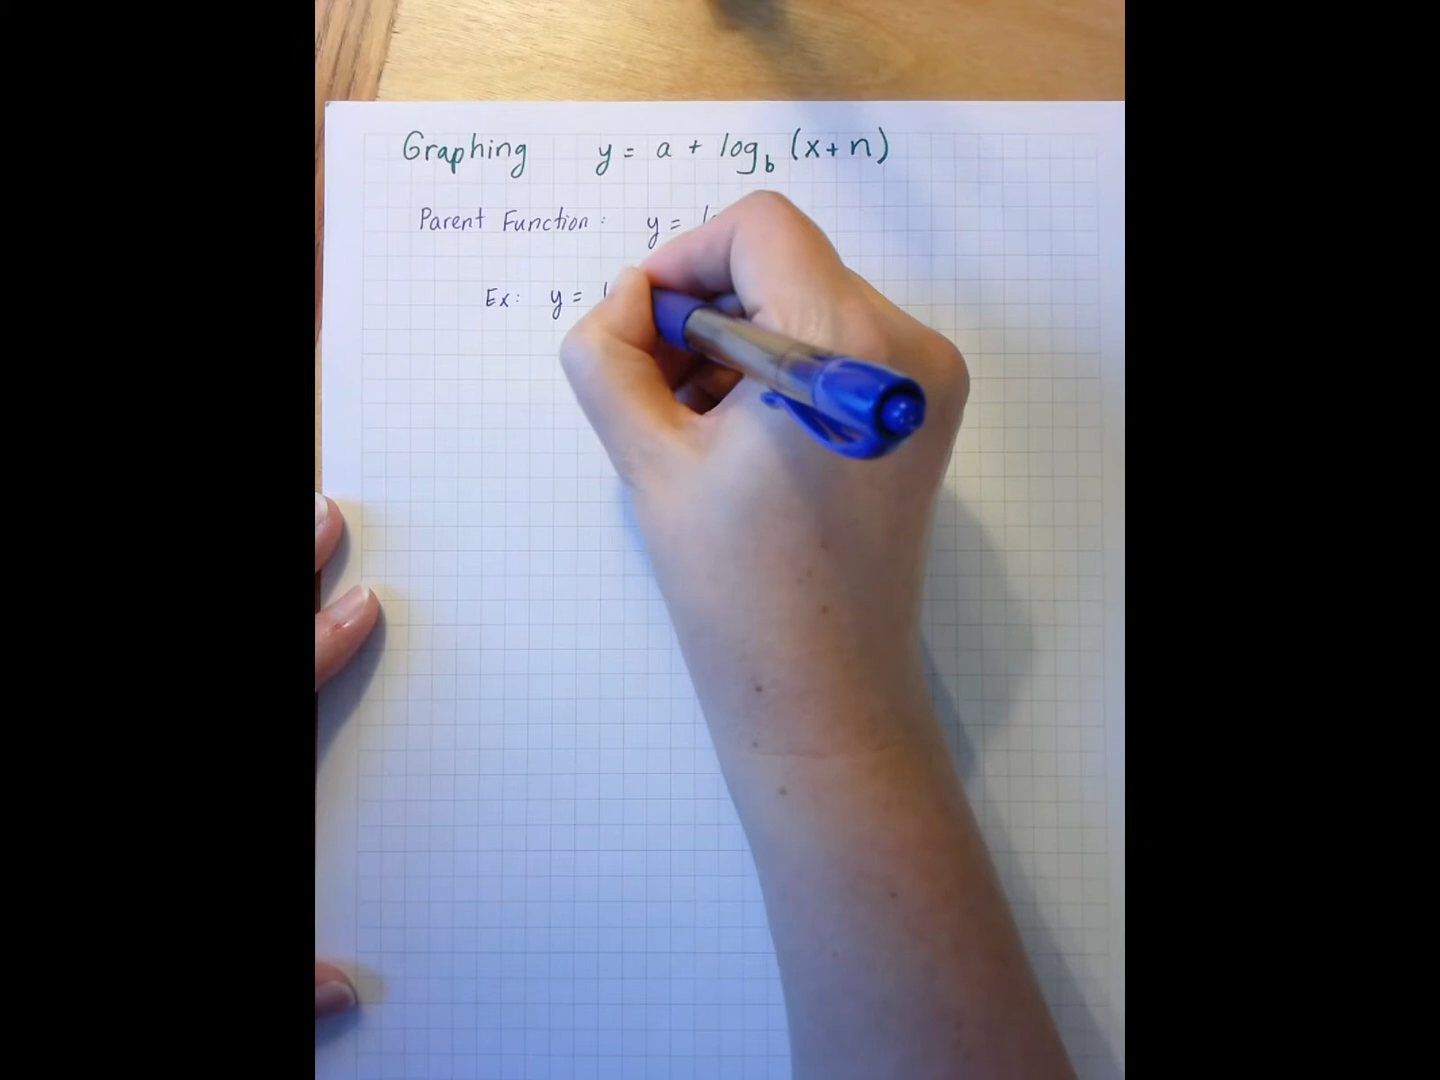 Graphing y = a + log_b (x+n)
Parent Function: y =
Ex: y =